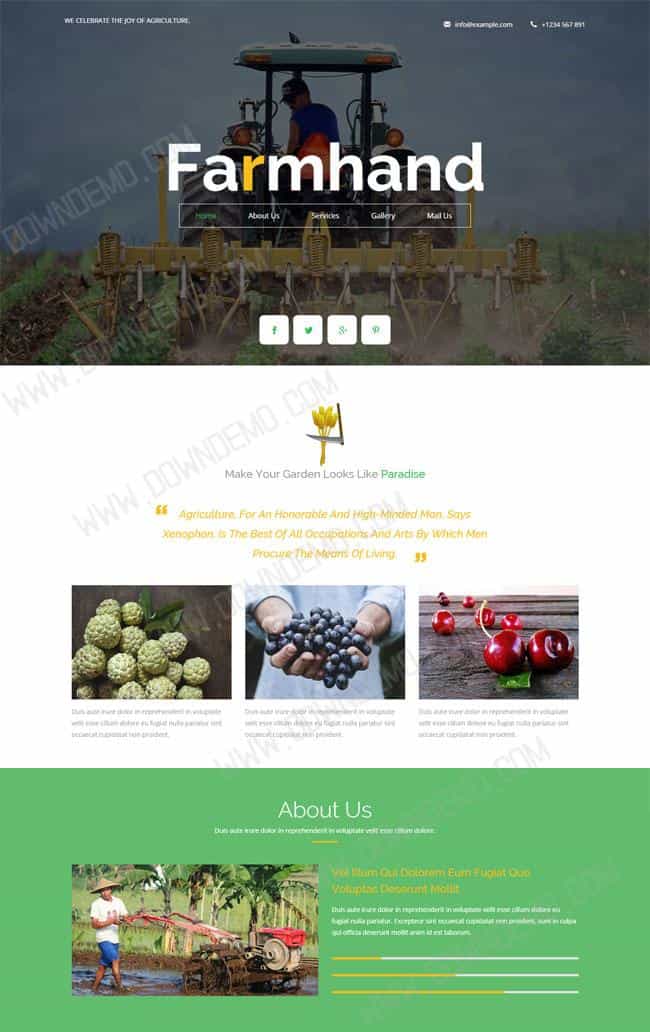 WE CELEBRATE THE JOY OF AGRICULTURE.
info@example.com
+1234 567 891
Farmhand
Home About Us Services Gallery Mail Us
Make Your Garden Looks Like Paradise
“ Agriculture, For An Honorable And High-Minded Man, Says
Xenophon, Is The Best Of All Occupations And Arts By Which Men
Procure The Means Of Living. ”
Duis aute irure dolor in reprehenderit in voluptate
velit esse cillum dolore eu fugiat nulla pariatur sint
occaecat cupidatat non proident.
Duis aute irure dolor in reprehenderit in voluptate
velit esse cillum dolore eu fugiat nulla pariatur sint
occaecat cupidatat non proident.
Duis aute irure dolor in reprehenderit in voluptate
velit esse cillum dolore eu fugiat nulla pariatur sint
occaecat cupidatat non proident.
About Us
Duis aute irure dolor in reprehenderit in voluptate velit esse cillum dolore.
Vel Illum Qui Dolorem Eum Fugiat Quo
Voluptas Deserunt Mollit
Duis aute irure dolor in reprehenderit in voluptate velit esse cillum dolore
eu fugiat nulla pariatur. Excepteur sint occaecat cupidatat non proident, sunt in culpa
qui officia deserunt mollit anim id est laborum.
WWW.DOWNDEMO.COM
WWW.DOWNDEMO.COM
WWW.DOWNDEMO.COM
WWW.DOWNDEMO.COM